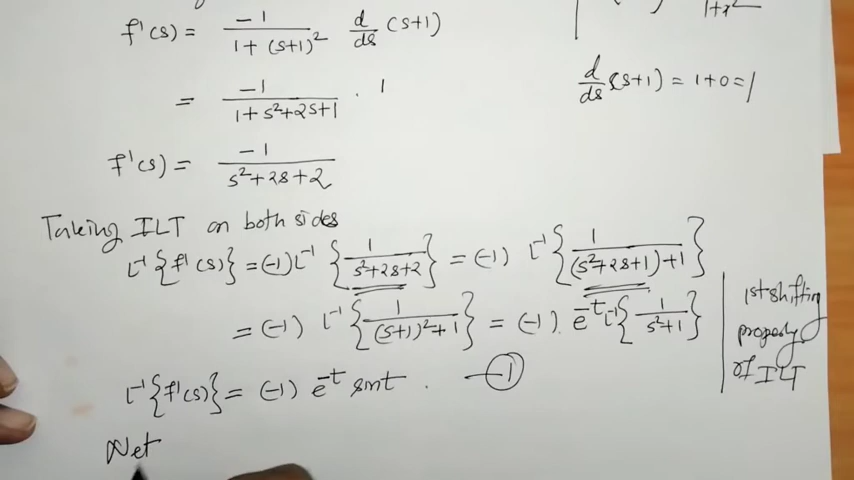 1+x²
f'(s) = -1/(1+(s+1)²) d/ds (s+1)
d/ds (s+1) = 1+0=1
= -1/(1+s²+2s+1) . 1
f'(s) = -1/(s²+2s+2)
Taking ILT on both sides
L⁻¹{f'(s)} = (-1) L⁻¹{1/(s²+2s+2)} = (-1) L⁻¹{1/((s²+2s+1)+1)}
= (-1) L⁻¹{1/((s+1)²+1)} = (-1). e⁻ᵗ L⁻¹{1/(s²+1)}
1st shifting
property
of ILT
L⁻¹{f'(s)} = (-1) e⁻ᵗ sint . —①
Wet